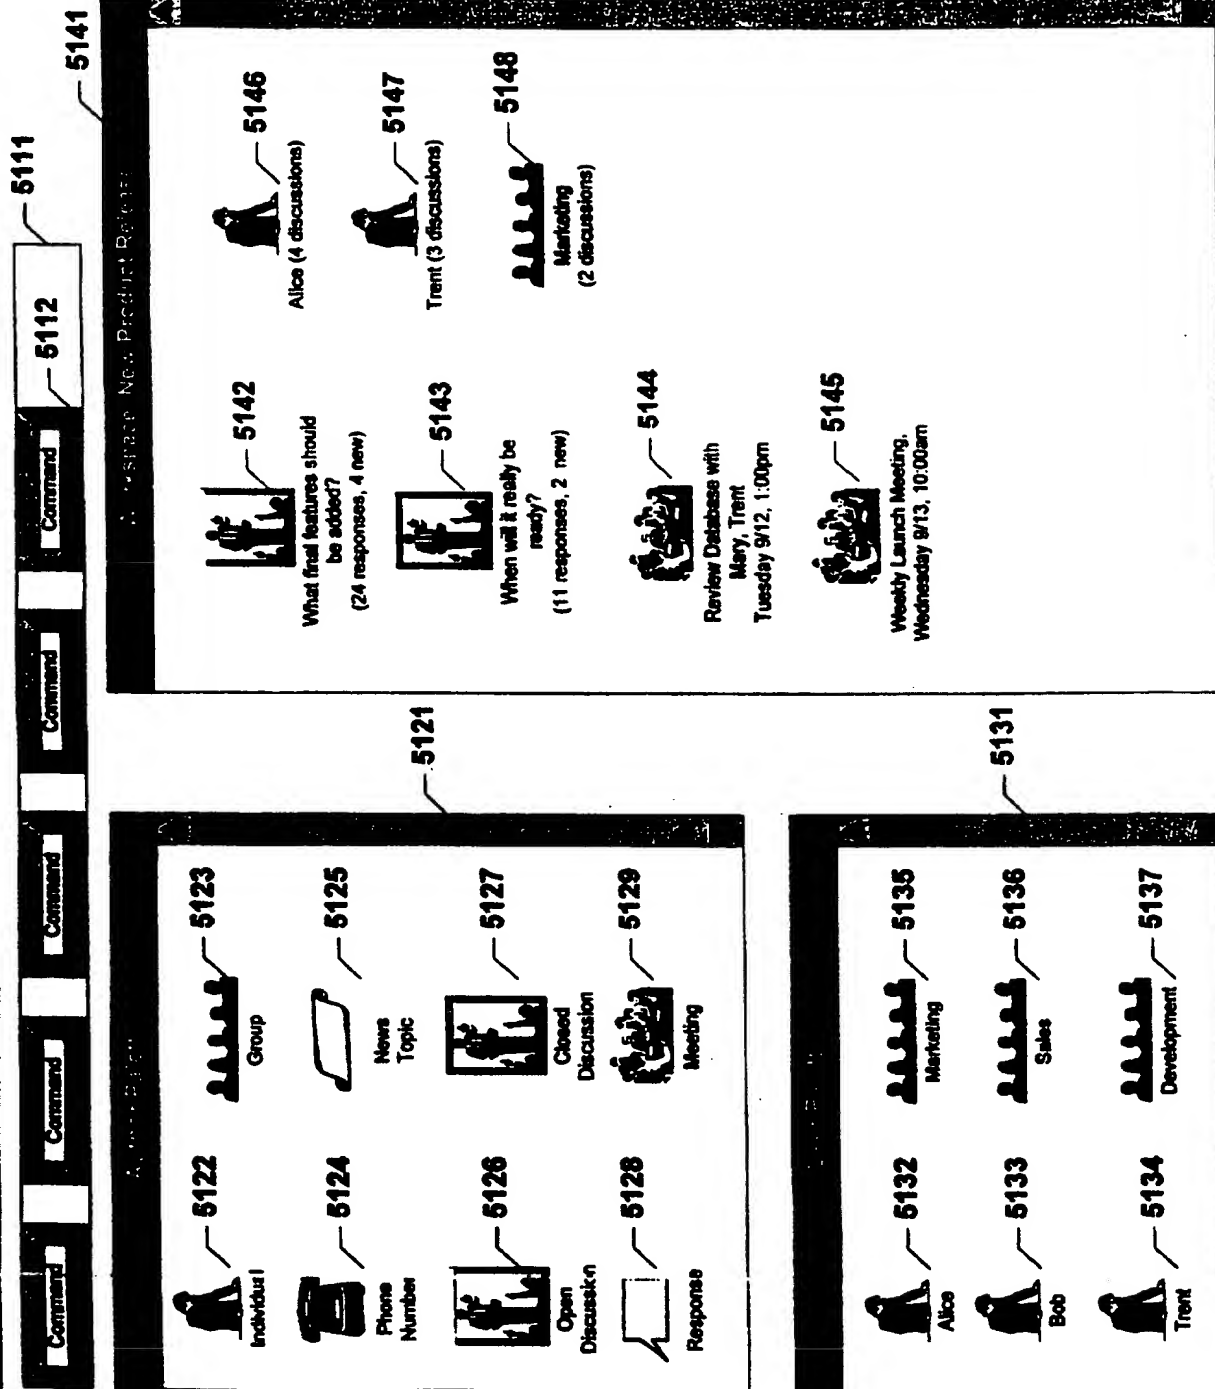 5111
Command
Command
Command
Command
Command
5112
5121
5122
Individual
5123
Group
5124
Phone
Number
5125
News
Topic
5126
Open
Discussion
5127
Closed
Discussion
5128
Response
5129
Meeting
5131
5132
Alice
5135
Marketing
5133
Bob
5136
Sales
5134
Trent
5137
Development
5141
New Product Release
5142
What final features should
be added?
(24 responses, 4 new)
5143
When will it really be
ready?
(11 responses, 2 new)
5144
Review Database with
Mary, Trent
Tuesday 9/12, 1:00pm
5145
Weekly Launch Meeting,
Wednesday 9/13, 10:00am
5146
Alice (4 discussions)
5147
Trent (3 discussions)
5148
Marketing
(2 discussions)